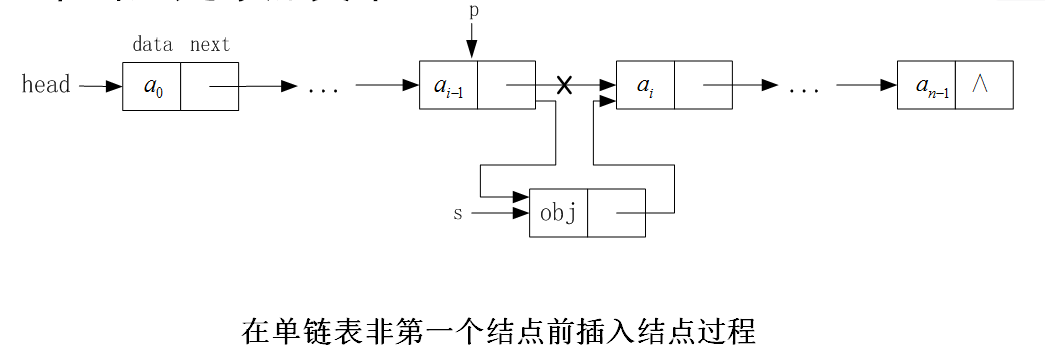 p
data next
head a₀ ... aᵢ₋₁ aᵢ ... aₙ₋₁ ∧
s obj
在单链表非第一个结点前插入结点过程